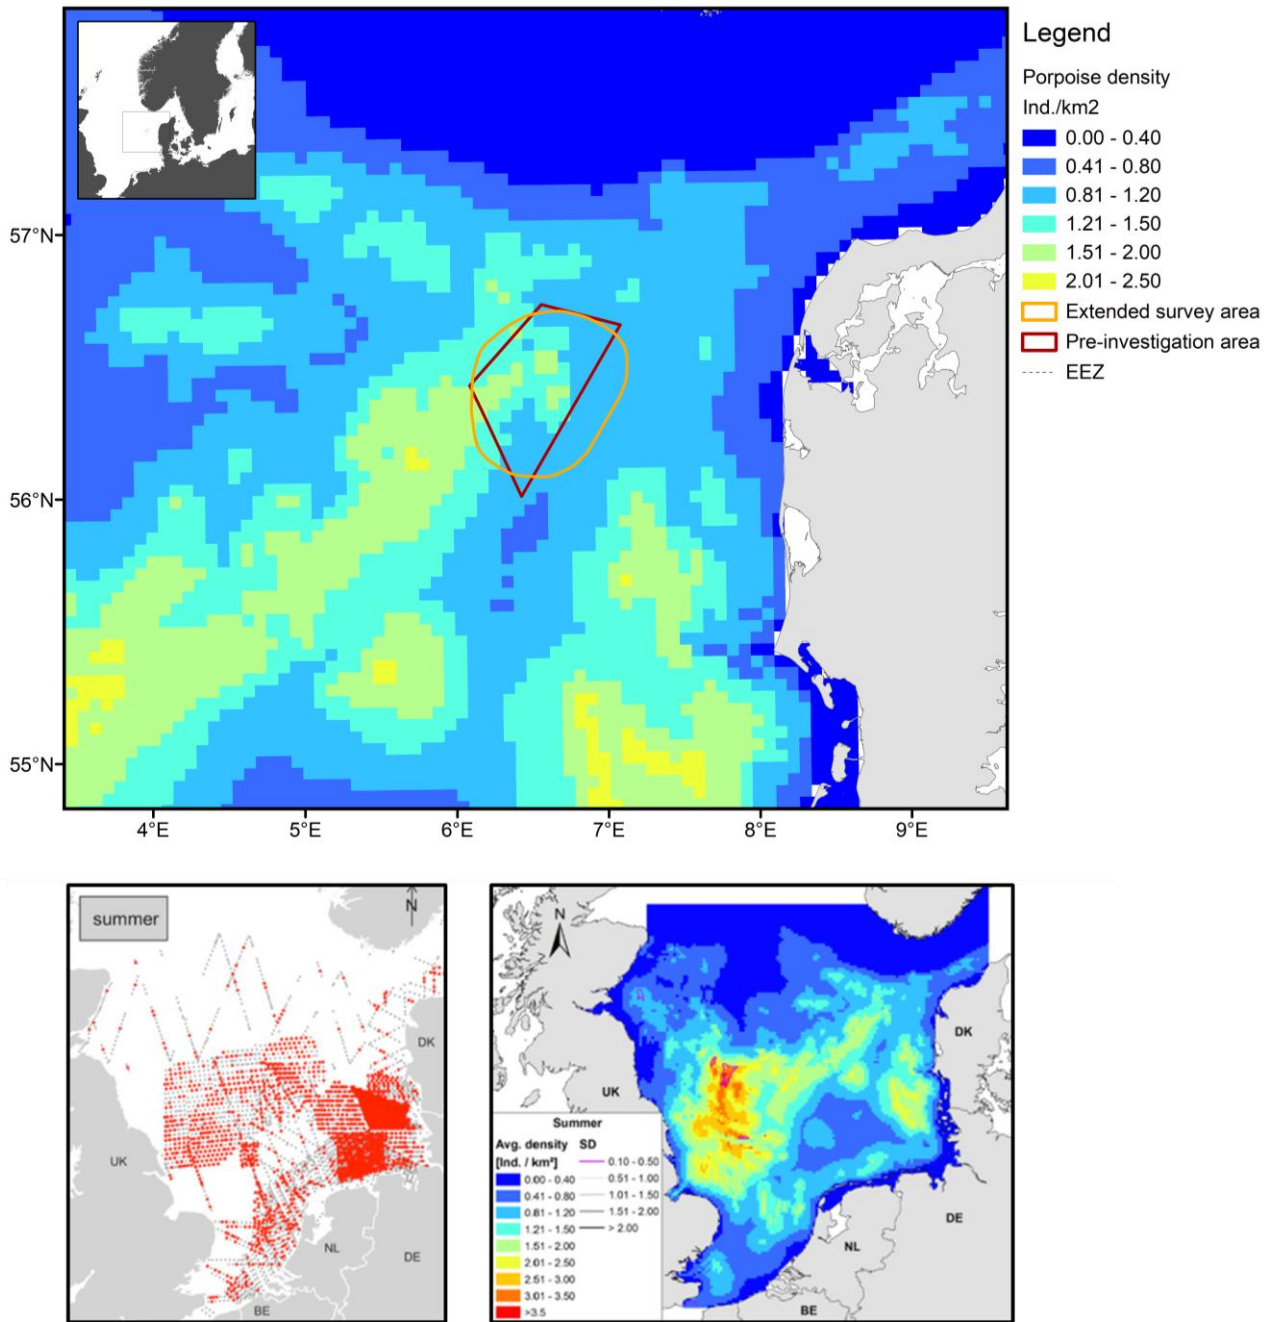 Legend
Porpoise density
Ind./km2
0.00 - 0.40
0.41 - 0.80
0.81 - 1.20
1.21 - 1.50
1.51 - 2.00
2.01 - 2.50
Extended survey area
Pre-investigation area
EEZ
57°N
56°N
55°N
4°E 5°E 6°E 7°E 8°E 9°E
summer
N
DK
UK
NL
DE
BE
N
DK
UK
DE
NL
BE
Summer
Avg. density SD
[Ind. / km²]
0.10 - 0.50
0.00 - 0.40
0.51 - 1.00
0.41 - 0.80
1.01 - 1.50
0.81 - 1.20
1.51 - 2.00
1.21 - 1.50
> 2.00
1.51 - 2.00
2.01 - 2.50
2.51 - 3.00
3.01 - 3.50
>3.5